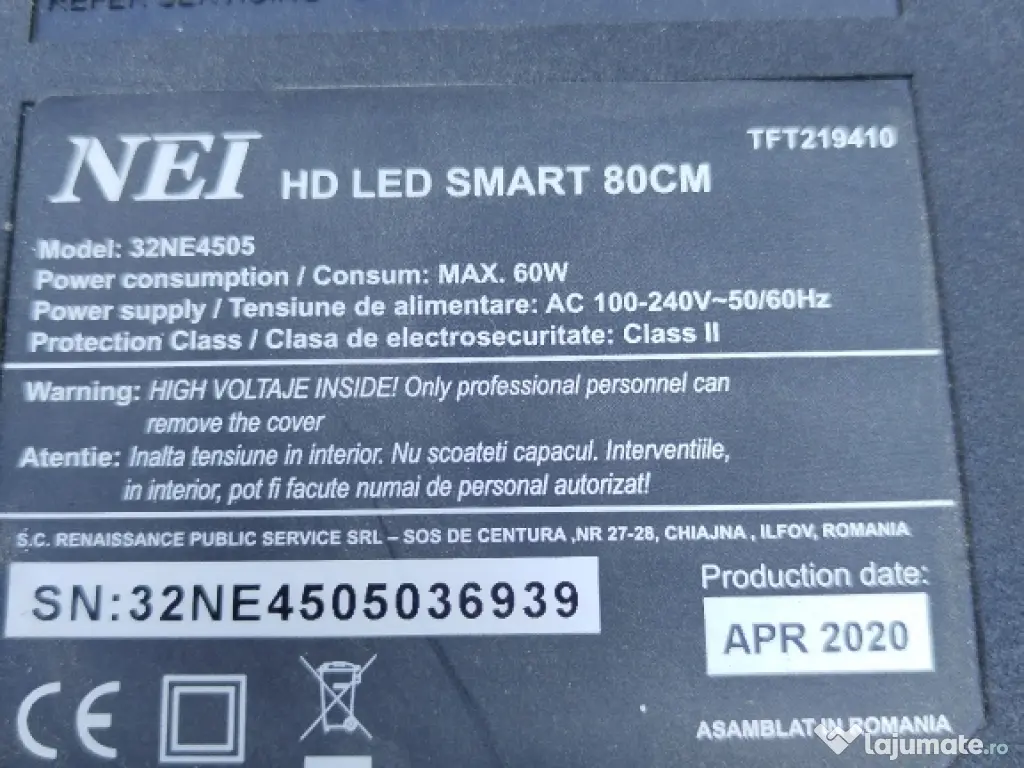 REFER SERVICING
NEI HD LED SMART 80CM
TFT219410
Model: 32NE4505
Power consumption / Consum: MAX. 60W
Power supply / Tensiune de alimentare: AC 100-240V~50/60Hz
Protection Class / Clasa de electrosecuritate: Class II
Warning: HIGH VOLTAJE INSIDE! Only professional personnel can
remove the cover
Atentie: Inalta tensiune in interior. Nu scoateti capacul. Interventiile,
in interior, pot fi facute numai de personal autorizat!
S.C. RENAISSANCE PUBLIC SERVICE SRL – SOS DE CENTURA ,NR 27-28, CHIAJNA , ILFOV, ROMANIA
SN:32NE4505036939
Production date:
APR 2020
CE
ASAMBLAT IN ROMANIA
lajumate.ro